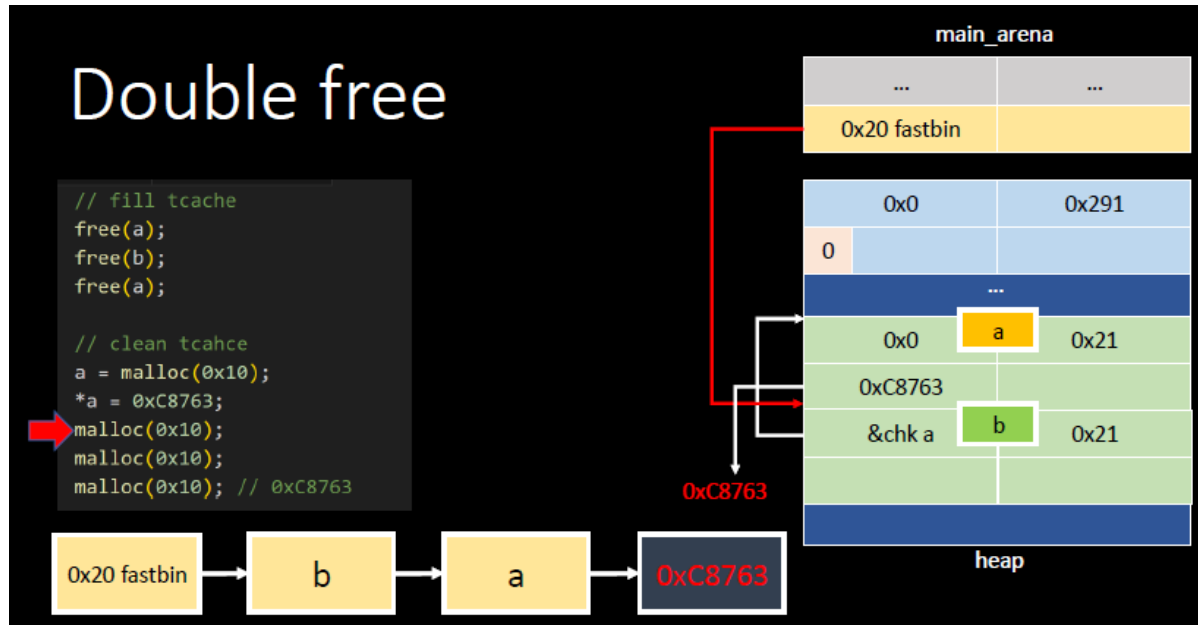 Double free
// fill tcache
free(a);
free(b);
free(a);
// clean tcahce
a = malloc(0x10);
*a = 0xC8763;
malloc(0x10);
malloc(0x10);
malloc(0x10); // 0xC8763
0x20 fastbin
b
a
0xC8763
main_arena
... ...
0x20 fastbin
0x0 0x291
0
...
0x0 a 0x21
0xC8763
&chk a b 0x21
0xC8763
heap